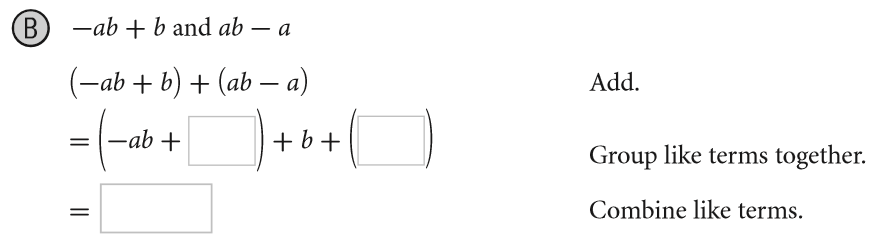 B −ab + b and ab − a
(−ab + b) + (ab − a) Add.
= (−ab + ) + b + ( ) Group like terms together.
= Combine like terms.